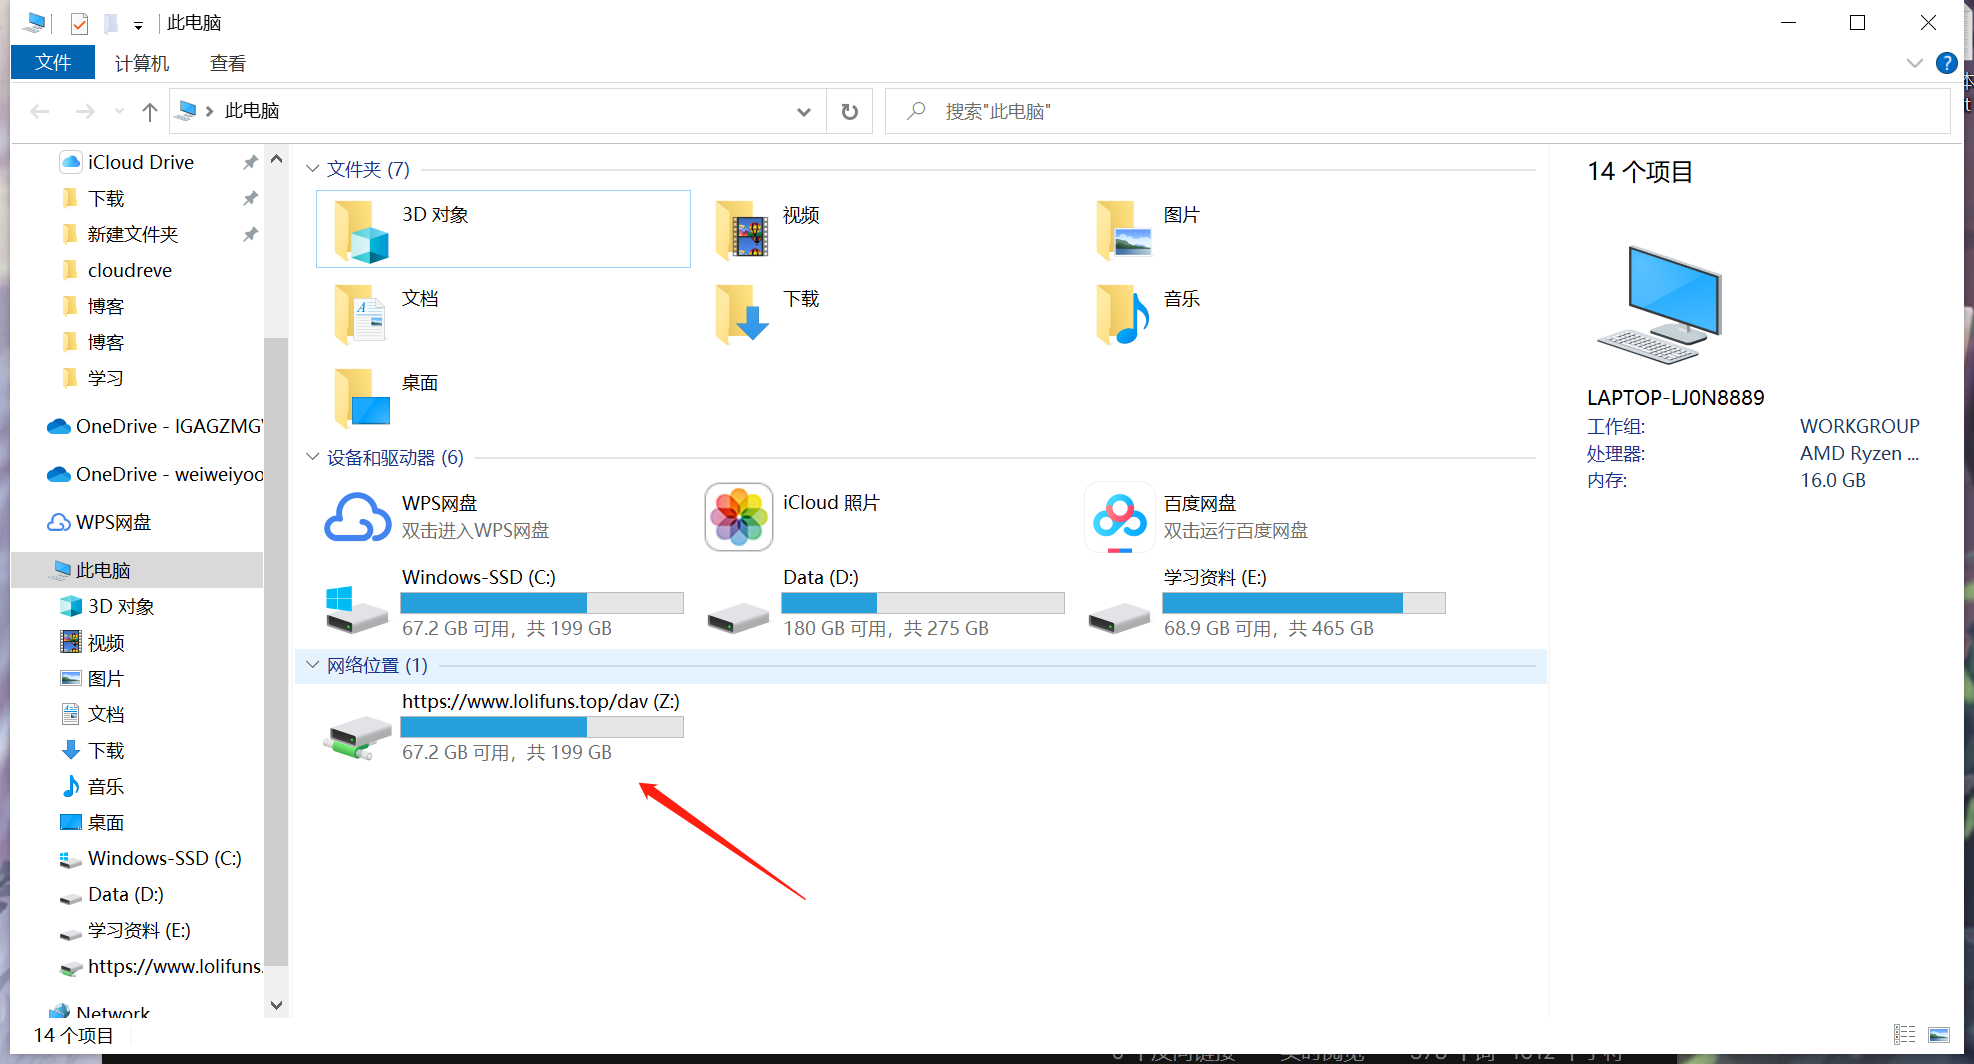 此电脑
文件 计算机 查看
此电脑
搜索"此电脑"
iCloud Drive
下载
新建文件夹
cloudreve
博客
博客
学习
OneDrive - IGAGZMG
OneDrive - weiweiyoo
WPS网盘
此电脑
3D 对象
视频
图片
文档
下载
音乐
桌面
Windows-SSD (C:)
Data (D:)
学习资料 (E:)
https://www.lolifuns.
Network
14 个项目
文件夹 (7)
3D 对象
视频
图片
文档
下载
音乐
桌面
设备和驱动器 (6)
WPS网盘
双击进入WPS网盘
iCloud 照片
百度网盘
双击运行百度网盘
Windows-SSD (C:)
67.2 GB 可用，共 199 GB
Data (D:)
180 GB 可用，共 275 GB
学习资料 (E:)
68.9 GB 可用，共 465 GB
网络位置 (1)
https://www.lolifuns.top/dav (Z:)
67.2 GB 可用，共 199 GB
14 个项目
LAPTOP-LJ0N8889
工作组: WORKGROUP
处理器: AMD Ryzen ...
内存: 16.0 GB